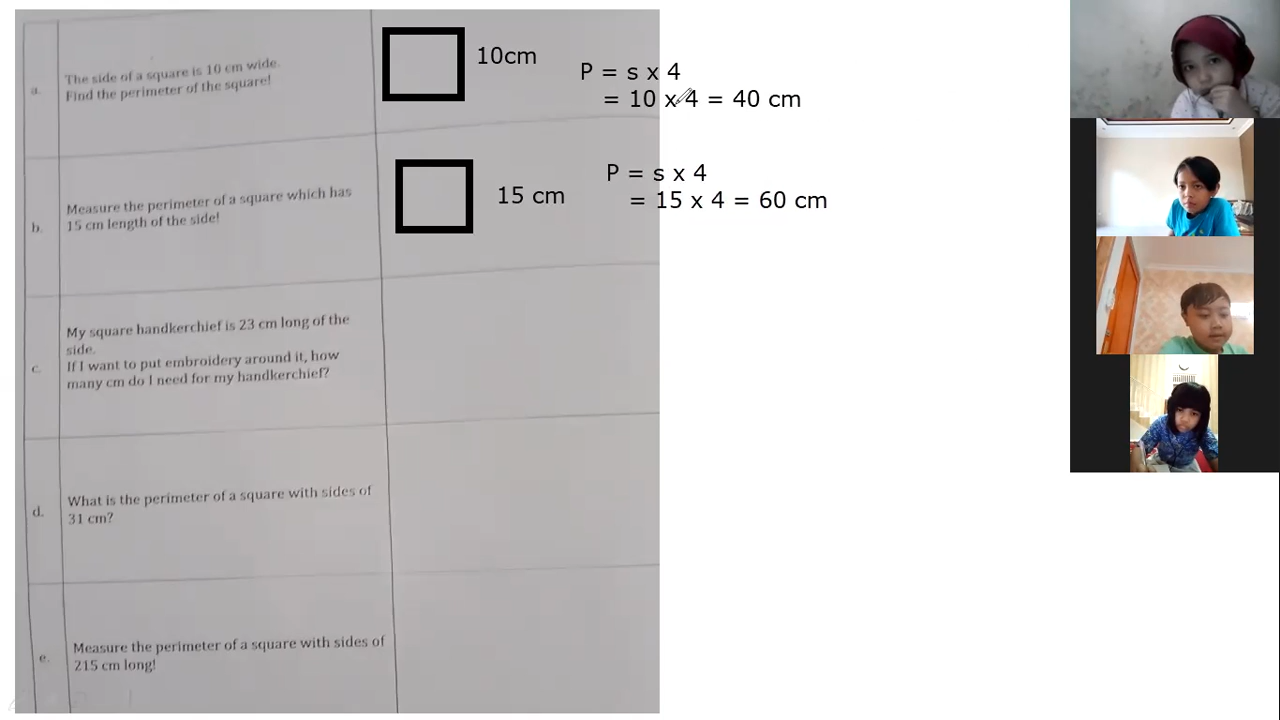 a.
The side of a square is 10 cm wide.
Find the perimeter of the square!
10cm
P = s x 4
= 10 x 4 = 40 cm
b.
Measure the perimeter of a square which has
15 cm length of the side!
15 cm
P = s x 4
= 15 x 4 = 60 cm
c.
My square handkerchief is 23 cm long of the
side.
If I want to put embroidery around it, how
many cm do I need for my handkerchief?
d.
What is the perimeter of a square with sides of
31 cm?
e.
Measure the perimeter of a square with sides of
215 cm long!